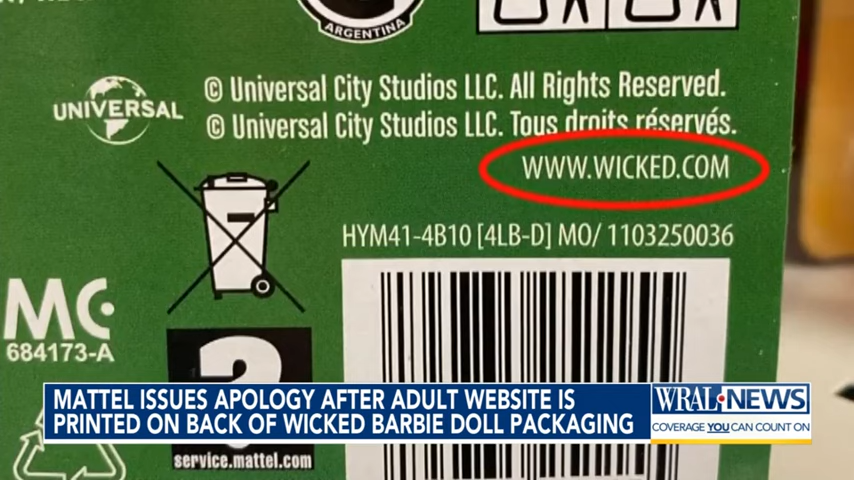 ARGENTINA
UNIVERSAL
© Universal City Studios LLC. All Rights Reserved.
© Universal City Studios LLC. Tous droits réservés.
WWW.WICKED.COM
HYM41-4B10 [4LB-D] MO/ 1103250036
MC
684173-A
?
service.mattel.com
MATTEL ISSUES APOLOGY AFTER ADULT WEBSITE IS
PRINTED ON BACK OF WICKED BARBIE DOLL PACKAGING
WRAL NEWS
COVERAGE YOU CAN COUNT ON